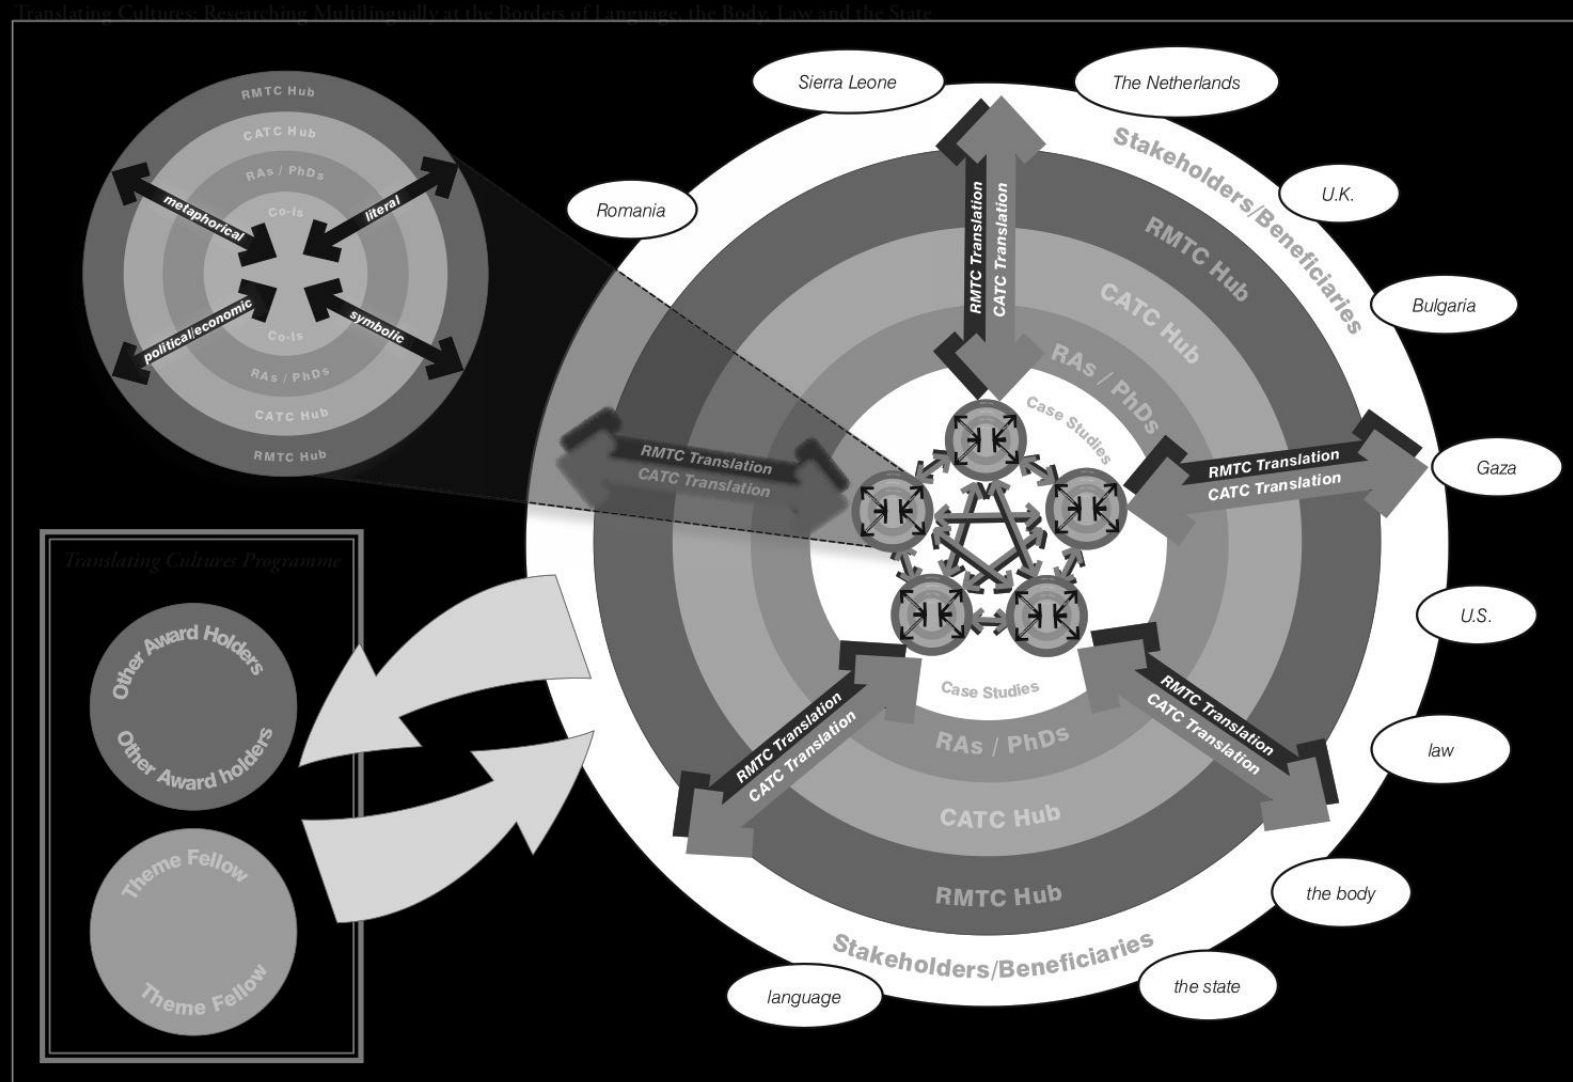 Translating Cultures: Researching Multilingually at the Borders of Language, the Body, Law and the State
RMTC Hub
CATC Hub
RAs / PhDs
Co-Is
metaphorical
literal
political/economic
symbolic
Co-Is
RAs / PhDs
CATC Hub
RMTC Hub
Sierra Leone
The Netherlands
Romania
U.K.
Bulgaria
Gaza
U.S.
law
the body
the state
language
Stakeholders/Beneficiaries
RMTC Hub
CATC Hub
RAs / PhDs
Case Studies
RMTC Translation
CATC Translation
RMTC Translation
CATC Translation
RMTC Translation
CATC Translation
RMTC Translation
CATC Translation
RMTC Translation
CATC Translation
Case Studies
RAs / PhDs
CATC Hub
RMTC Hub
Stakeholders/Beneficiaries
Translating Cultures Programme
Other Award Holders
Other Award holders
Theme Fellow
Theme Fellow